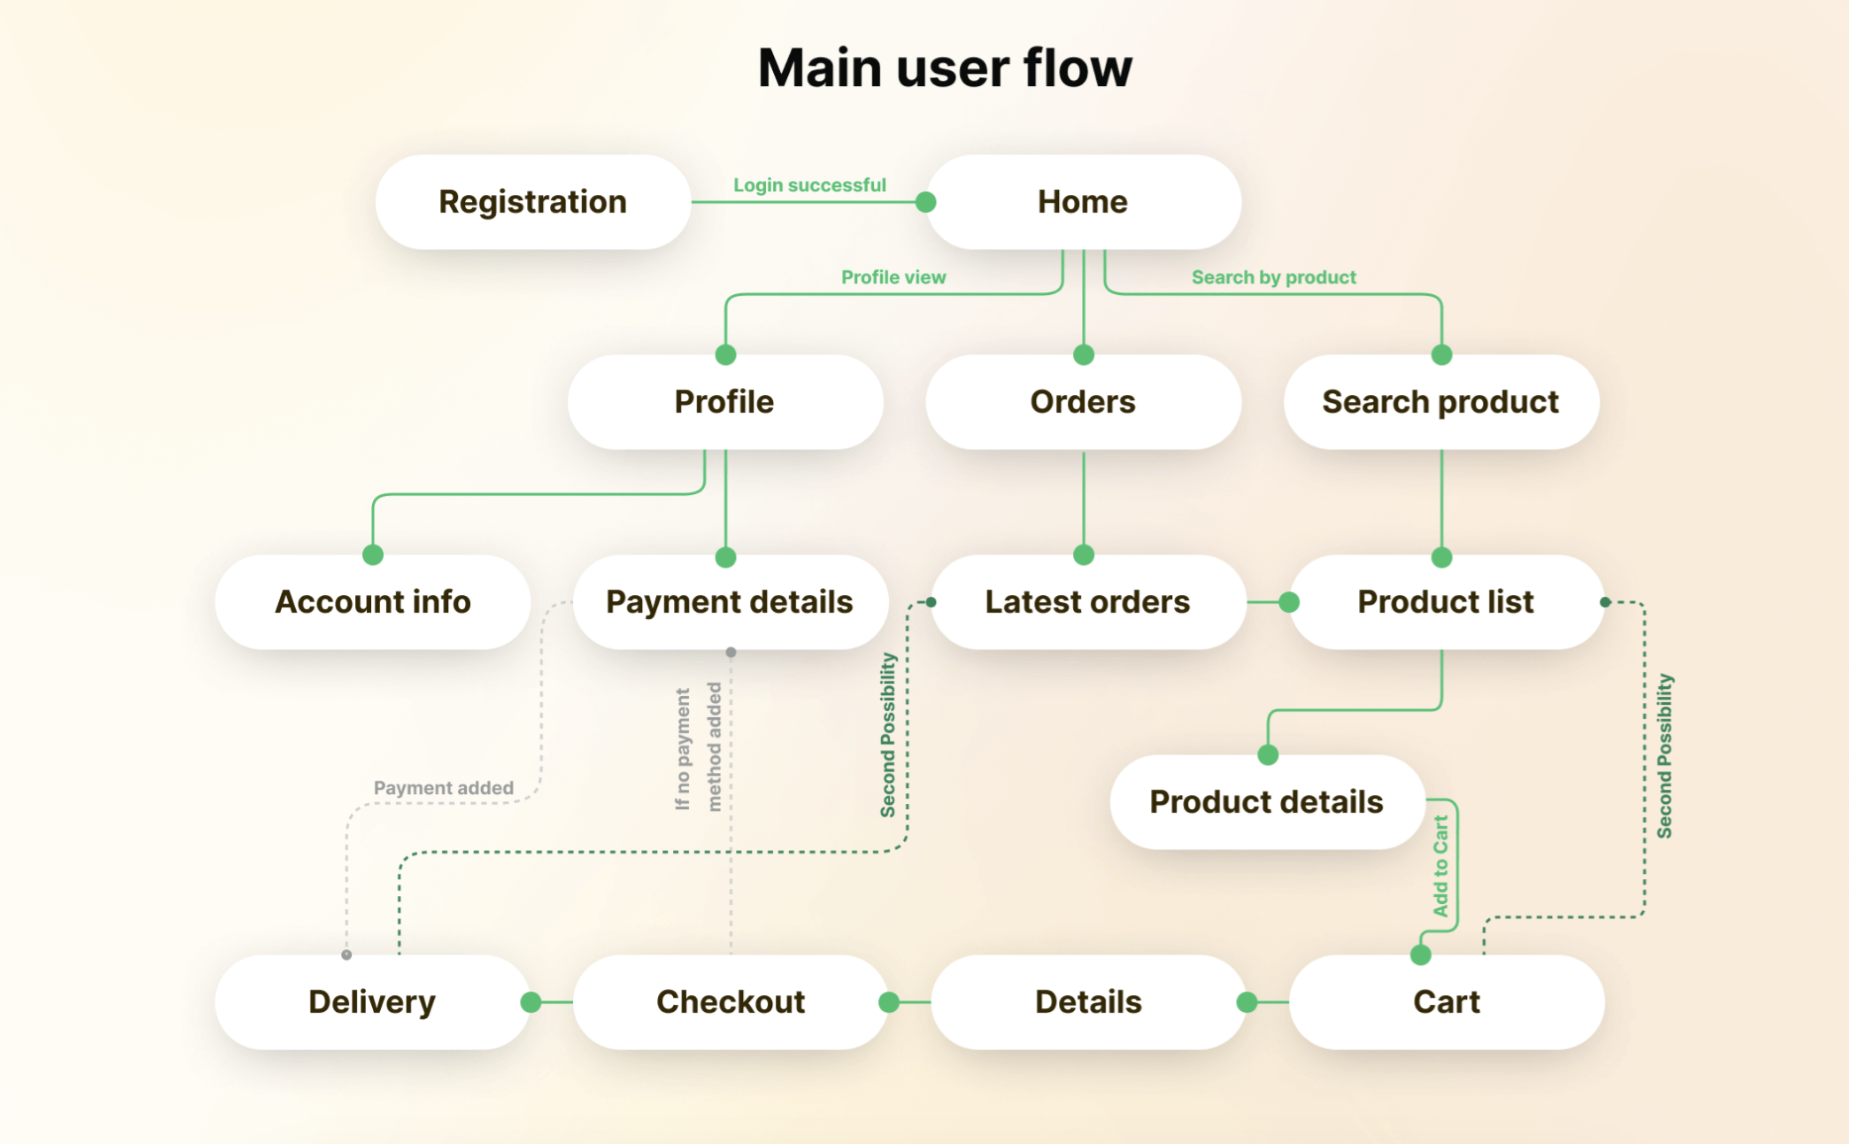 Main user flow
Registration
Login successful
Home
Profile view
Search by product
Profile
Orders
Search product
Account info
Payment details
Latest orders
Product list
Payment added
If no payment
method added
Second Possibility
Product details
Add to Cart
Second Possibility
Delivery
Checkout
Details
Cart